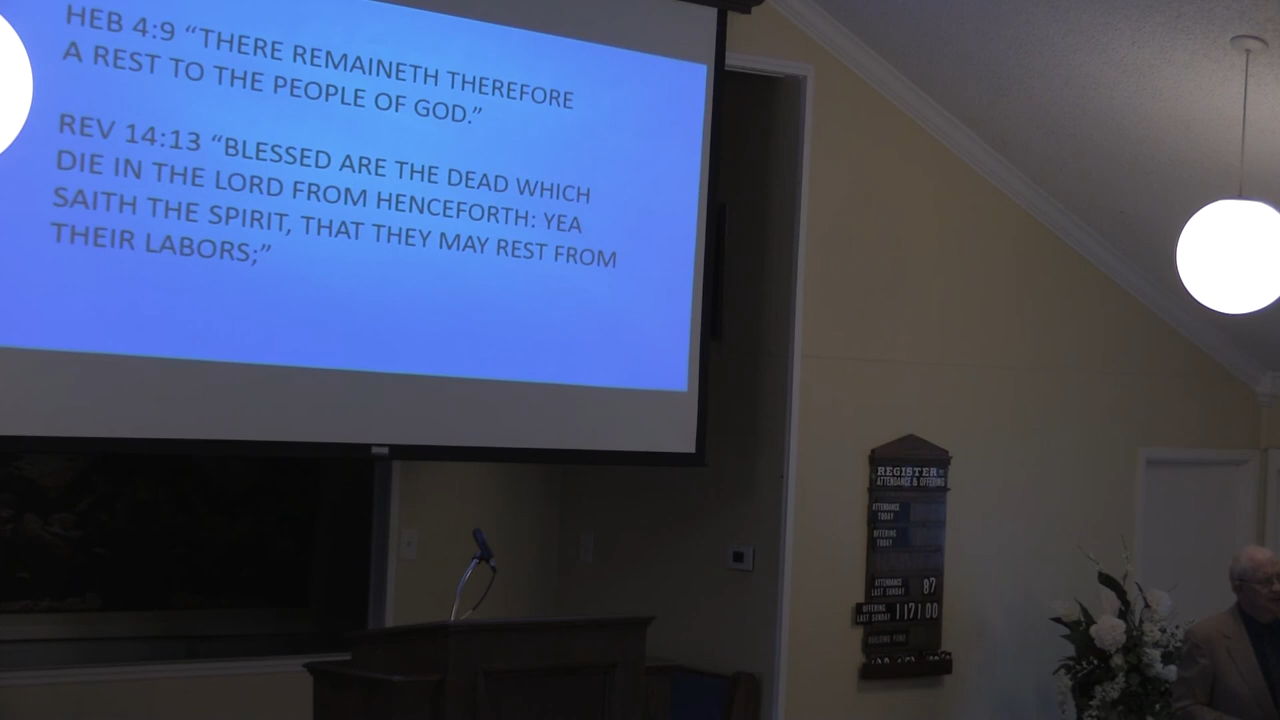 HEB 4:9 “THERE REMAINETH THEREFORE
A REST TO THE PEOPLE OF GOD.”
REV 14:13 “BLESSED ARE THE DEAD WHICH
DIE IN THE LORD FROM HENCEFORTH: YEA
SAITH THE SPIRIT, THAT THEY MAY REST FROM
THEIR LABORS;”
REGISTER
ATTENDANCE & OFFERING
ATTENDANCE
TODAY
OFFERING
TODAY
ATTENDANCE
LAST SUNDAY 87
OFFERING
LAST SUNDAY 1171 00
BUILDING FUND